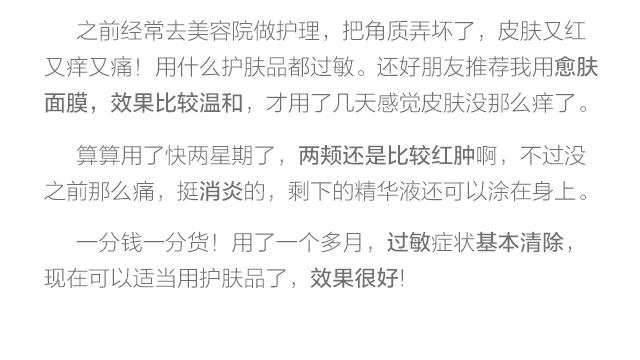 之前经常去美容院做护理，把角质弄坏了，皮肤又红
又痒又痛！用什么护肤品都过敏。还好朋友推荐我用愈肤
面膜，效果比较温和，才用了几天感觉皮肤没那么痒了。
算算用了快两星期了，两颊还是比较红肿啊，不过没
之前那么痛，挺消炎的，剩下的精华液还可以涂在身上。
一分钱一分货！用了一个多月，过敏症状基本清除，
现在可以适当用护肤品了，效果很好!